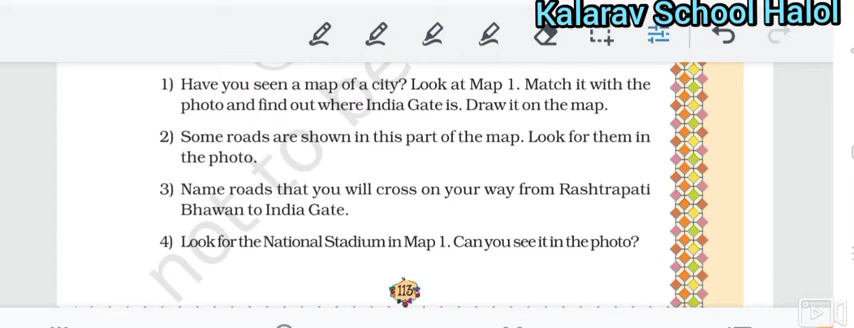 Kalarav School Halol
1) Have you seen a map of a city? Look at Map 1. Match it with the
photo and find out where India Gate is. Draw it on the map.
2) Some roads are shown in this part of the map. Look for them in
the photo.
3) Name roads that you will cross on your way from Rashtrapati
Bhawan to India Gate.
4) Look for the National Stadium in Map 1. Can you see it in the photo?
not to be
113